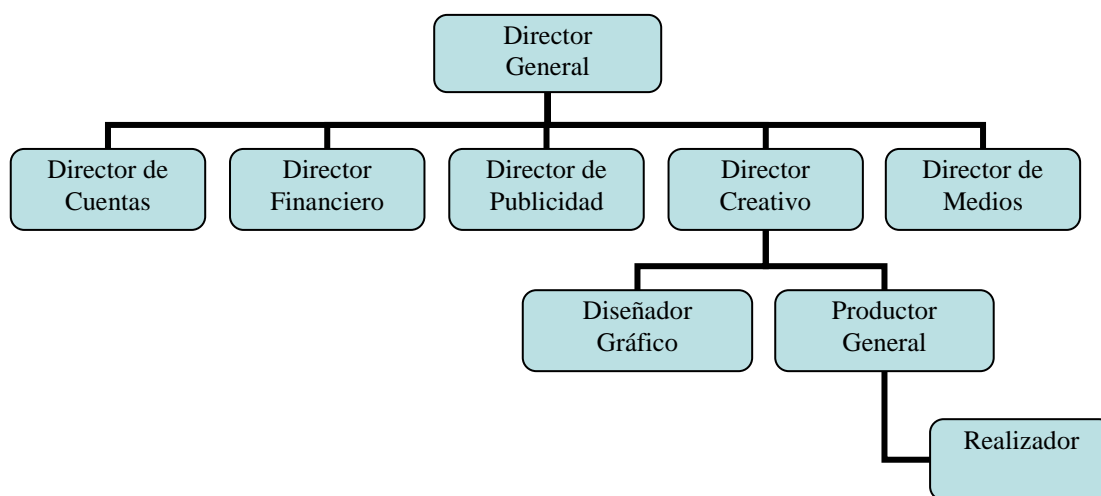 Director
General
Director de
Cuentas
Director
Financiero
Director de
Publicidad
Director
Creativo
Director de
Medios
Diseñador
Gráfico
Productor
General
Realizador